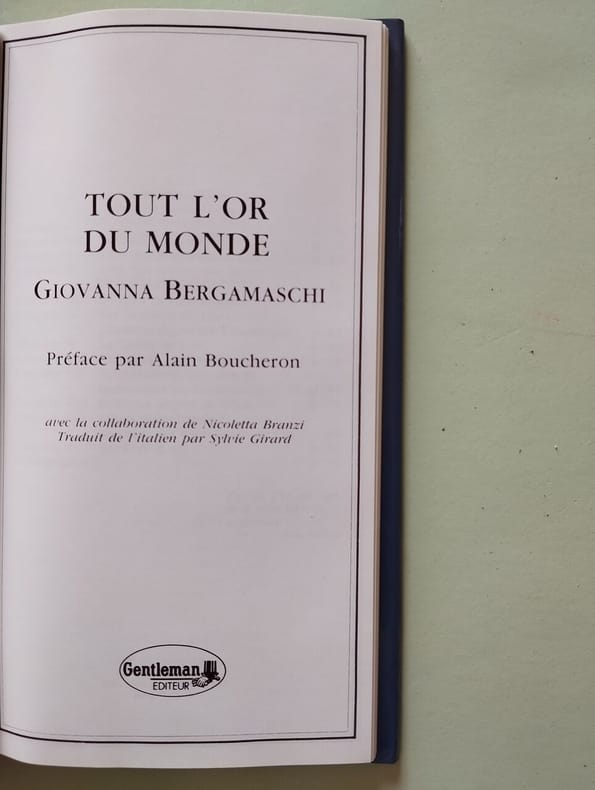 TOUT L'OR
DU MONDE
GIOVANNA BERGAMASCHI
Préface par Alain Boucheron
avec la collaboration de Nicoletta Branzi
Traduit de l'italien par Sylvie Girard
Gentleman
EDITEUR